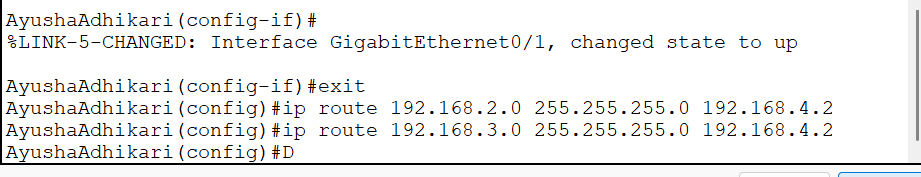 AyushaAdhikari(config-if)#
%LINK-5-CHANGED: Interface GigabitEthernet0/1, changed state to up
AyushaAdhikari(config-if)#exit
AyushaAdhikari(config)#ip route 192.168.2.0 255.255.255.0 192.168.4.2
AyushaAdhikari(config)#ip route 192.168.3.0 255.255.255.0 192.168.4.2
AyushaAdhikari(config)#D